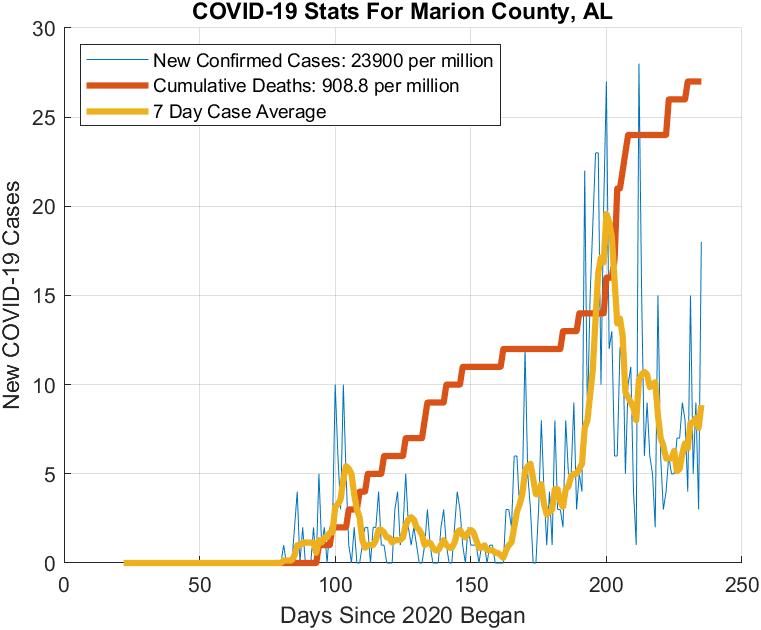 COVID-19 Stats For Marion County, AL
New Confirmed Cases: 23900 per million
Cumulative Deaths: 908.8 per million
7 Day Case Average
New COVID-19 Cases
30
25
20
15
10
5
0
0 50 100 150 200 250
Days Since 2020 Began